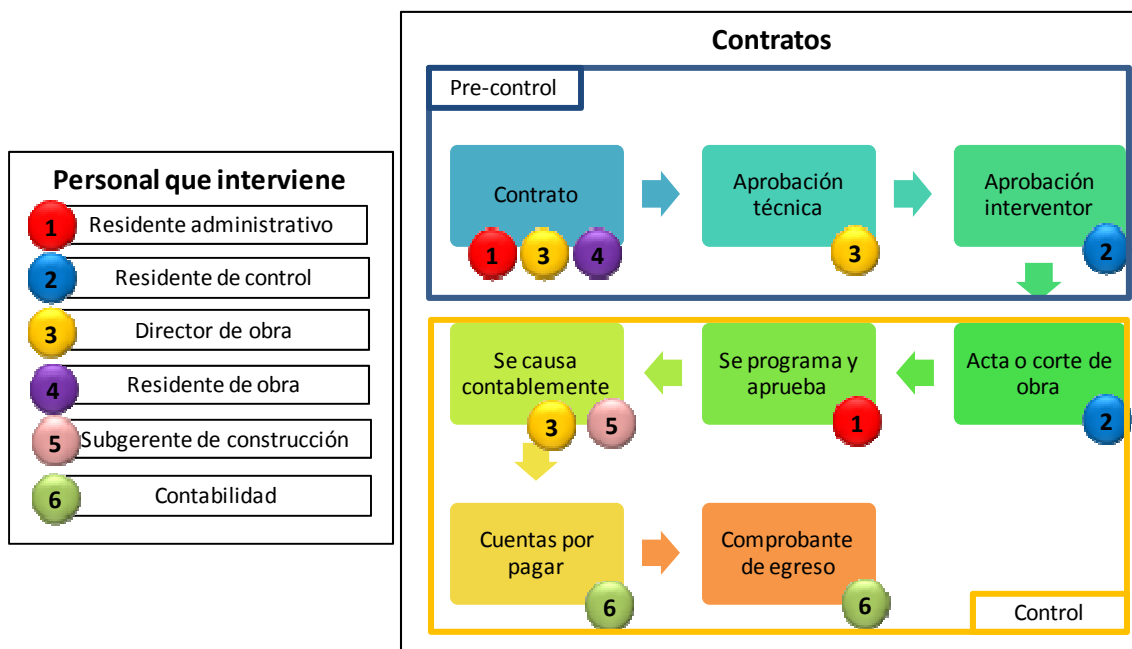 Contratos
Pre-control
Contrato
1
3
4
Aprobación
técnica
3
Aprobación
interventor
2
Se causa
contablemente
3
5
Se programa y
aprueba
1
Acta o corte de
obra
2
Cuentas por
pagar
6
Comprobante
de egreso
6
Control
Personal que interviene
1 Residente administrativo
2 Residente de control
3 Director de obra
4 Residente de obra
5 Subgerente de construcción
6 Contabilidad